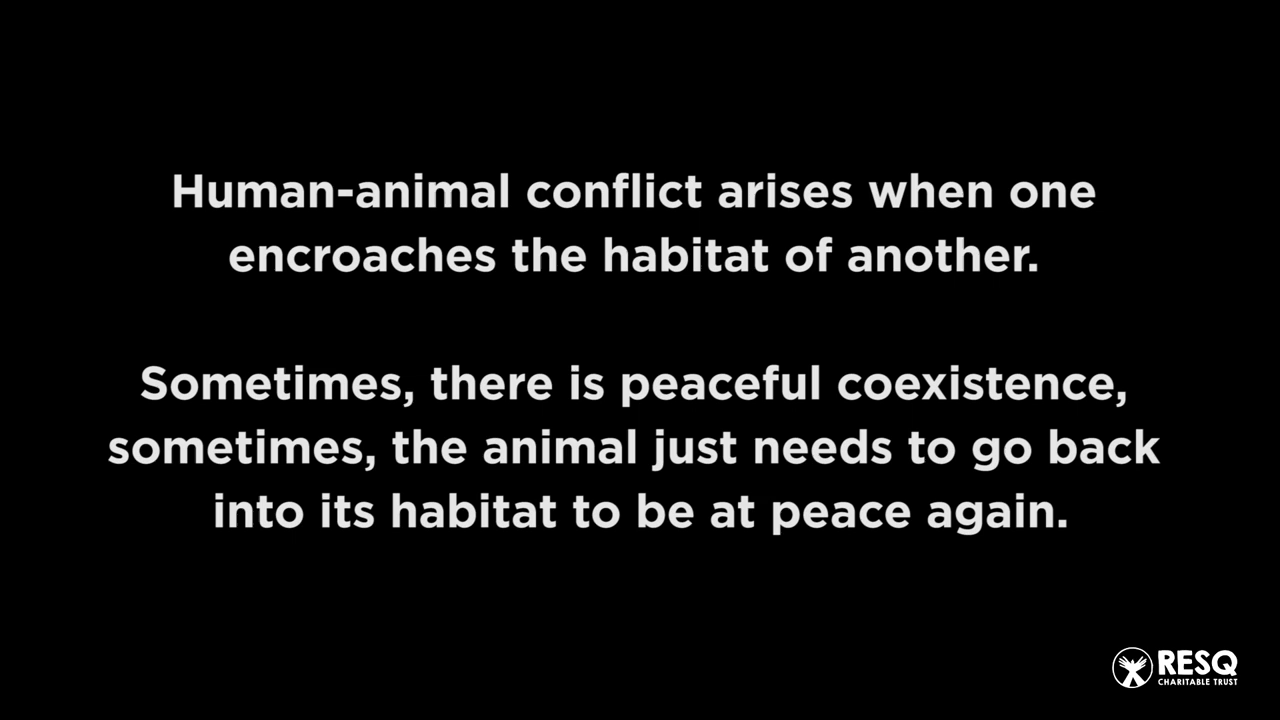 Human-animal conflict arises when one
encroaches the habitat of another.
Sometimes, there is peaceful coexistence,
sometimes, the animal just needs to go back
into its habitat to be at peace again.
RESQ
CHARITABLE TRUST